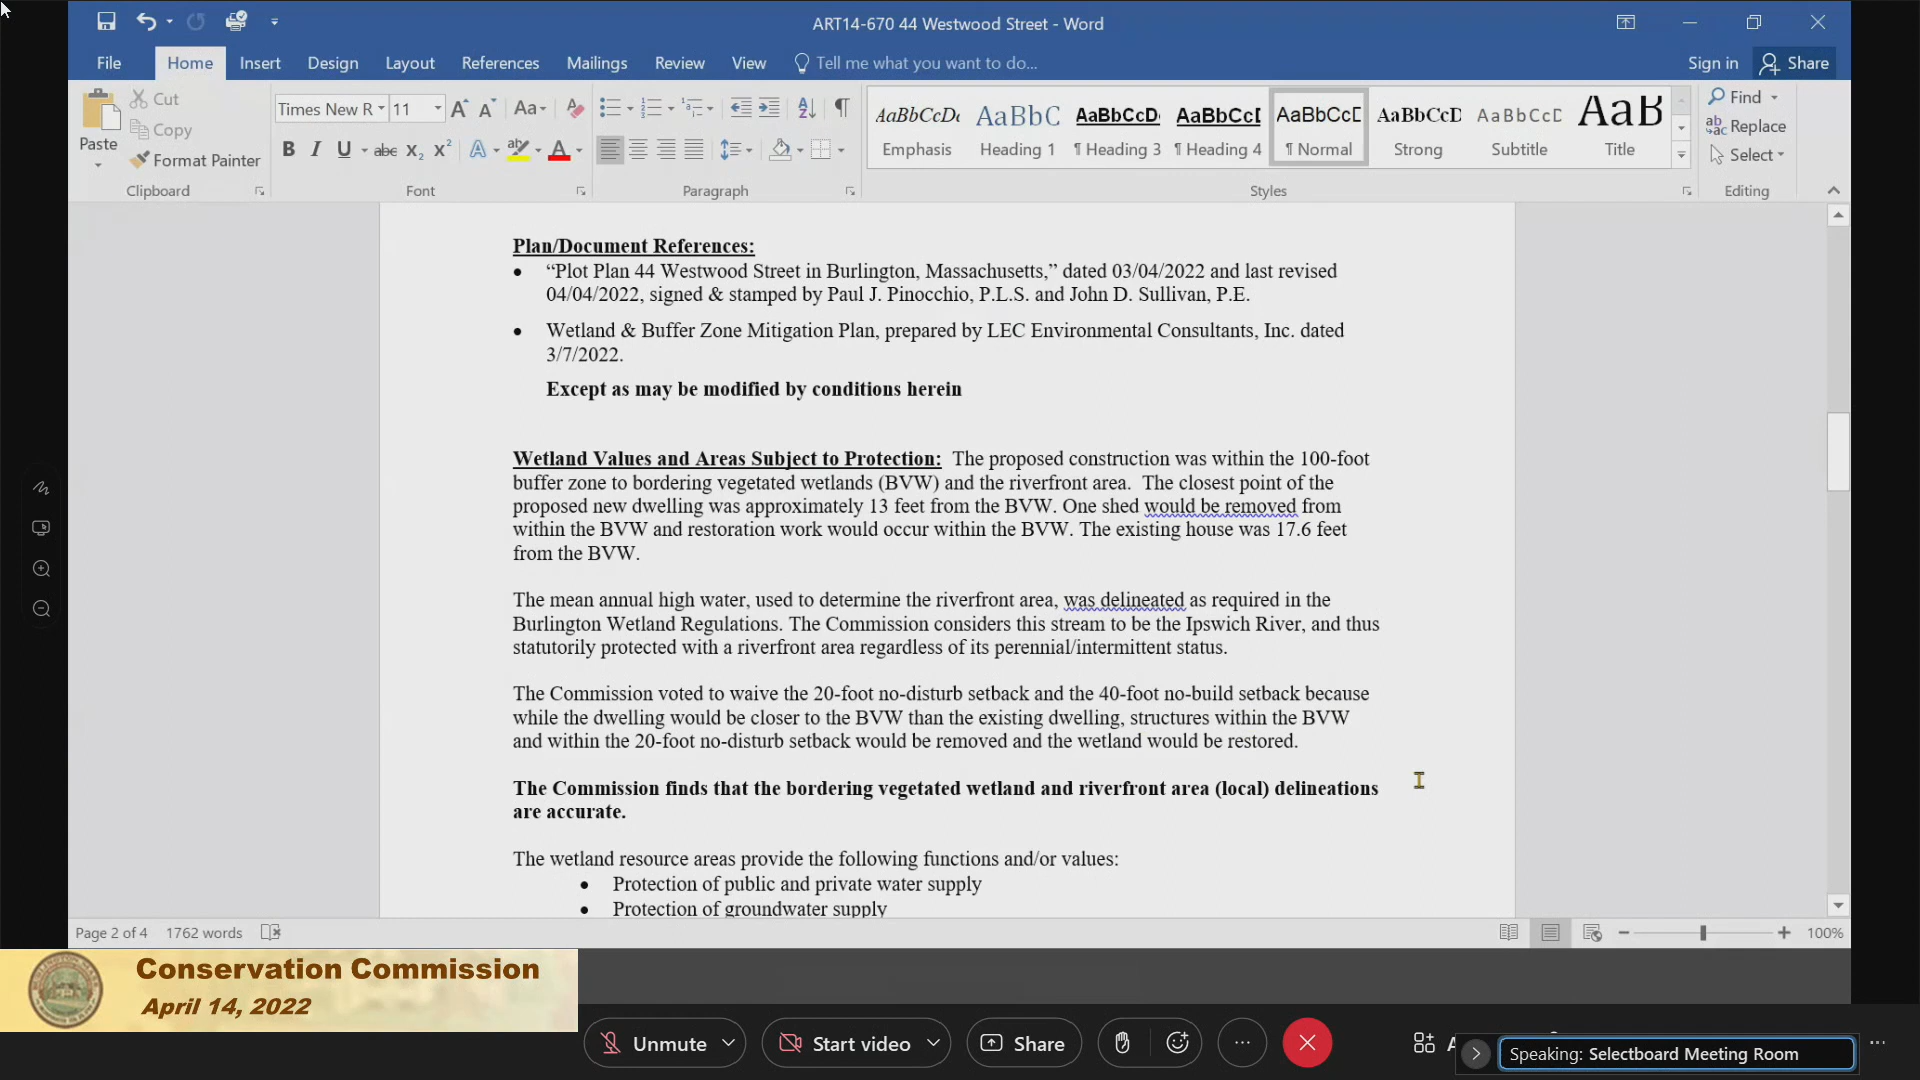 ART14-670 44 Westwood Street - Word
File Home Insert Design Layout References Mailings Review View Tell me what you want to do... Sign in Share
Cut
Copy
Format Painter
Paste
Clipboard
Times New R 11
Font
Paragraph
AaBbCcDc AaBbC AaBbCcD AaBbCcI AaBbCcD AaBbCcD AaBbCcD AaB
Emphasis Heading 1 ¶ Heading 3 ¶ Heading 4 ¶ Normal Strong Subtitle Title
Styles
Find
Replace
Select
Editing
Plan/Document References:
• “Plot Plan 44 Westwood Street in Burlington, Massachusetts,” dated 03/04/2022 and last revised
04/04/2022, signed & stamped by Paul J. Pinocchio, P.L.S. and John D. Sullivan, P.E.
• Wetland & Buffer Zone Mitigation Plan, prepared by LEC Environmental Consultants, Inc. dated
3/7/2022.
Except as may be modified by conditions herein
Wetland Values and Areas Subject to Protection: The proposed construction was within the 100-foot
buffer zone to bordering vegetated wetlands (BVW) and the riverfront area. The closest point of the
proposed new dwelling was approximately 13 feet from the BVW. One shed would be removed from
within the BVW and restoration work would occur within the BVW. The existing house was 17.6 feet
from the BVW.
The mean annual high water, used to determine the riverfront area, was delineated as required in the
Burlington Wetland Regulations. The Commission considers this stream to be the Ipswich River, and thus
statutorily protected with a riverfront area regardless of its perennial/intermittent status.
The Commission voted to waive the 20-foot no-disturb setback and the 40-foot no-build setback because
while the dwelling would be closer to the BVW than the existing dwelling, structures within the BVW
and within the 20-foot no-disturb setback would be removed and the wetland would be restored.
The Commission finds that the bordering vegetated wetland and riverfront area (local) delineations
are accurate.
The wetland resource areas provide the following functions and/or values:
• Protection of public and private water supply
• Protection of groundwater supply
Page 2 of 4 1762 words 100%
Conservation Commission
April 14, 2022
Unmute Start video Share
Speaking: Selectboard Meeting Room